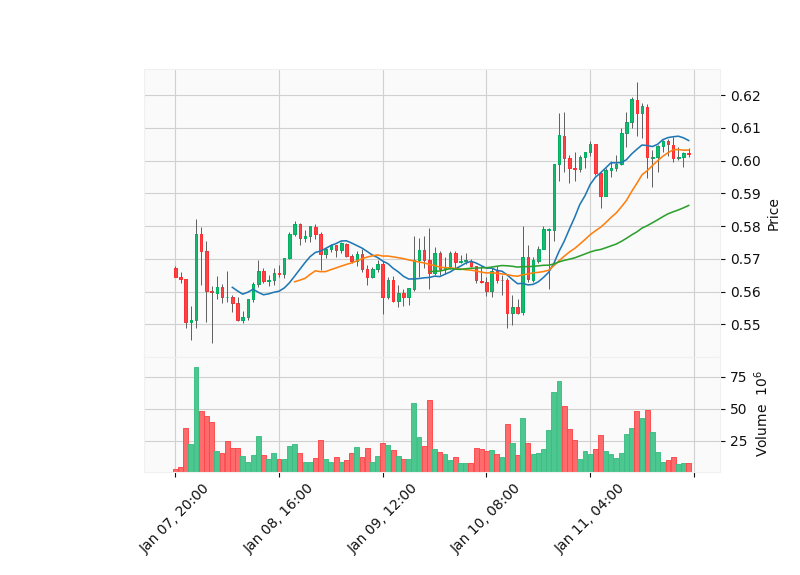 0.62
0.61
0.60
0.59
0.58
0.57
0.56
0.55
Price
75
50
25
Volume 10⁶
Jan 07, 20:00
Jan 08, 16:00
Jan 09, 12:00
Jan 10, 08:00
Jan 11, 04:00